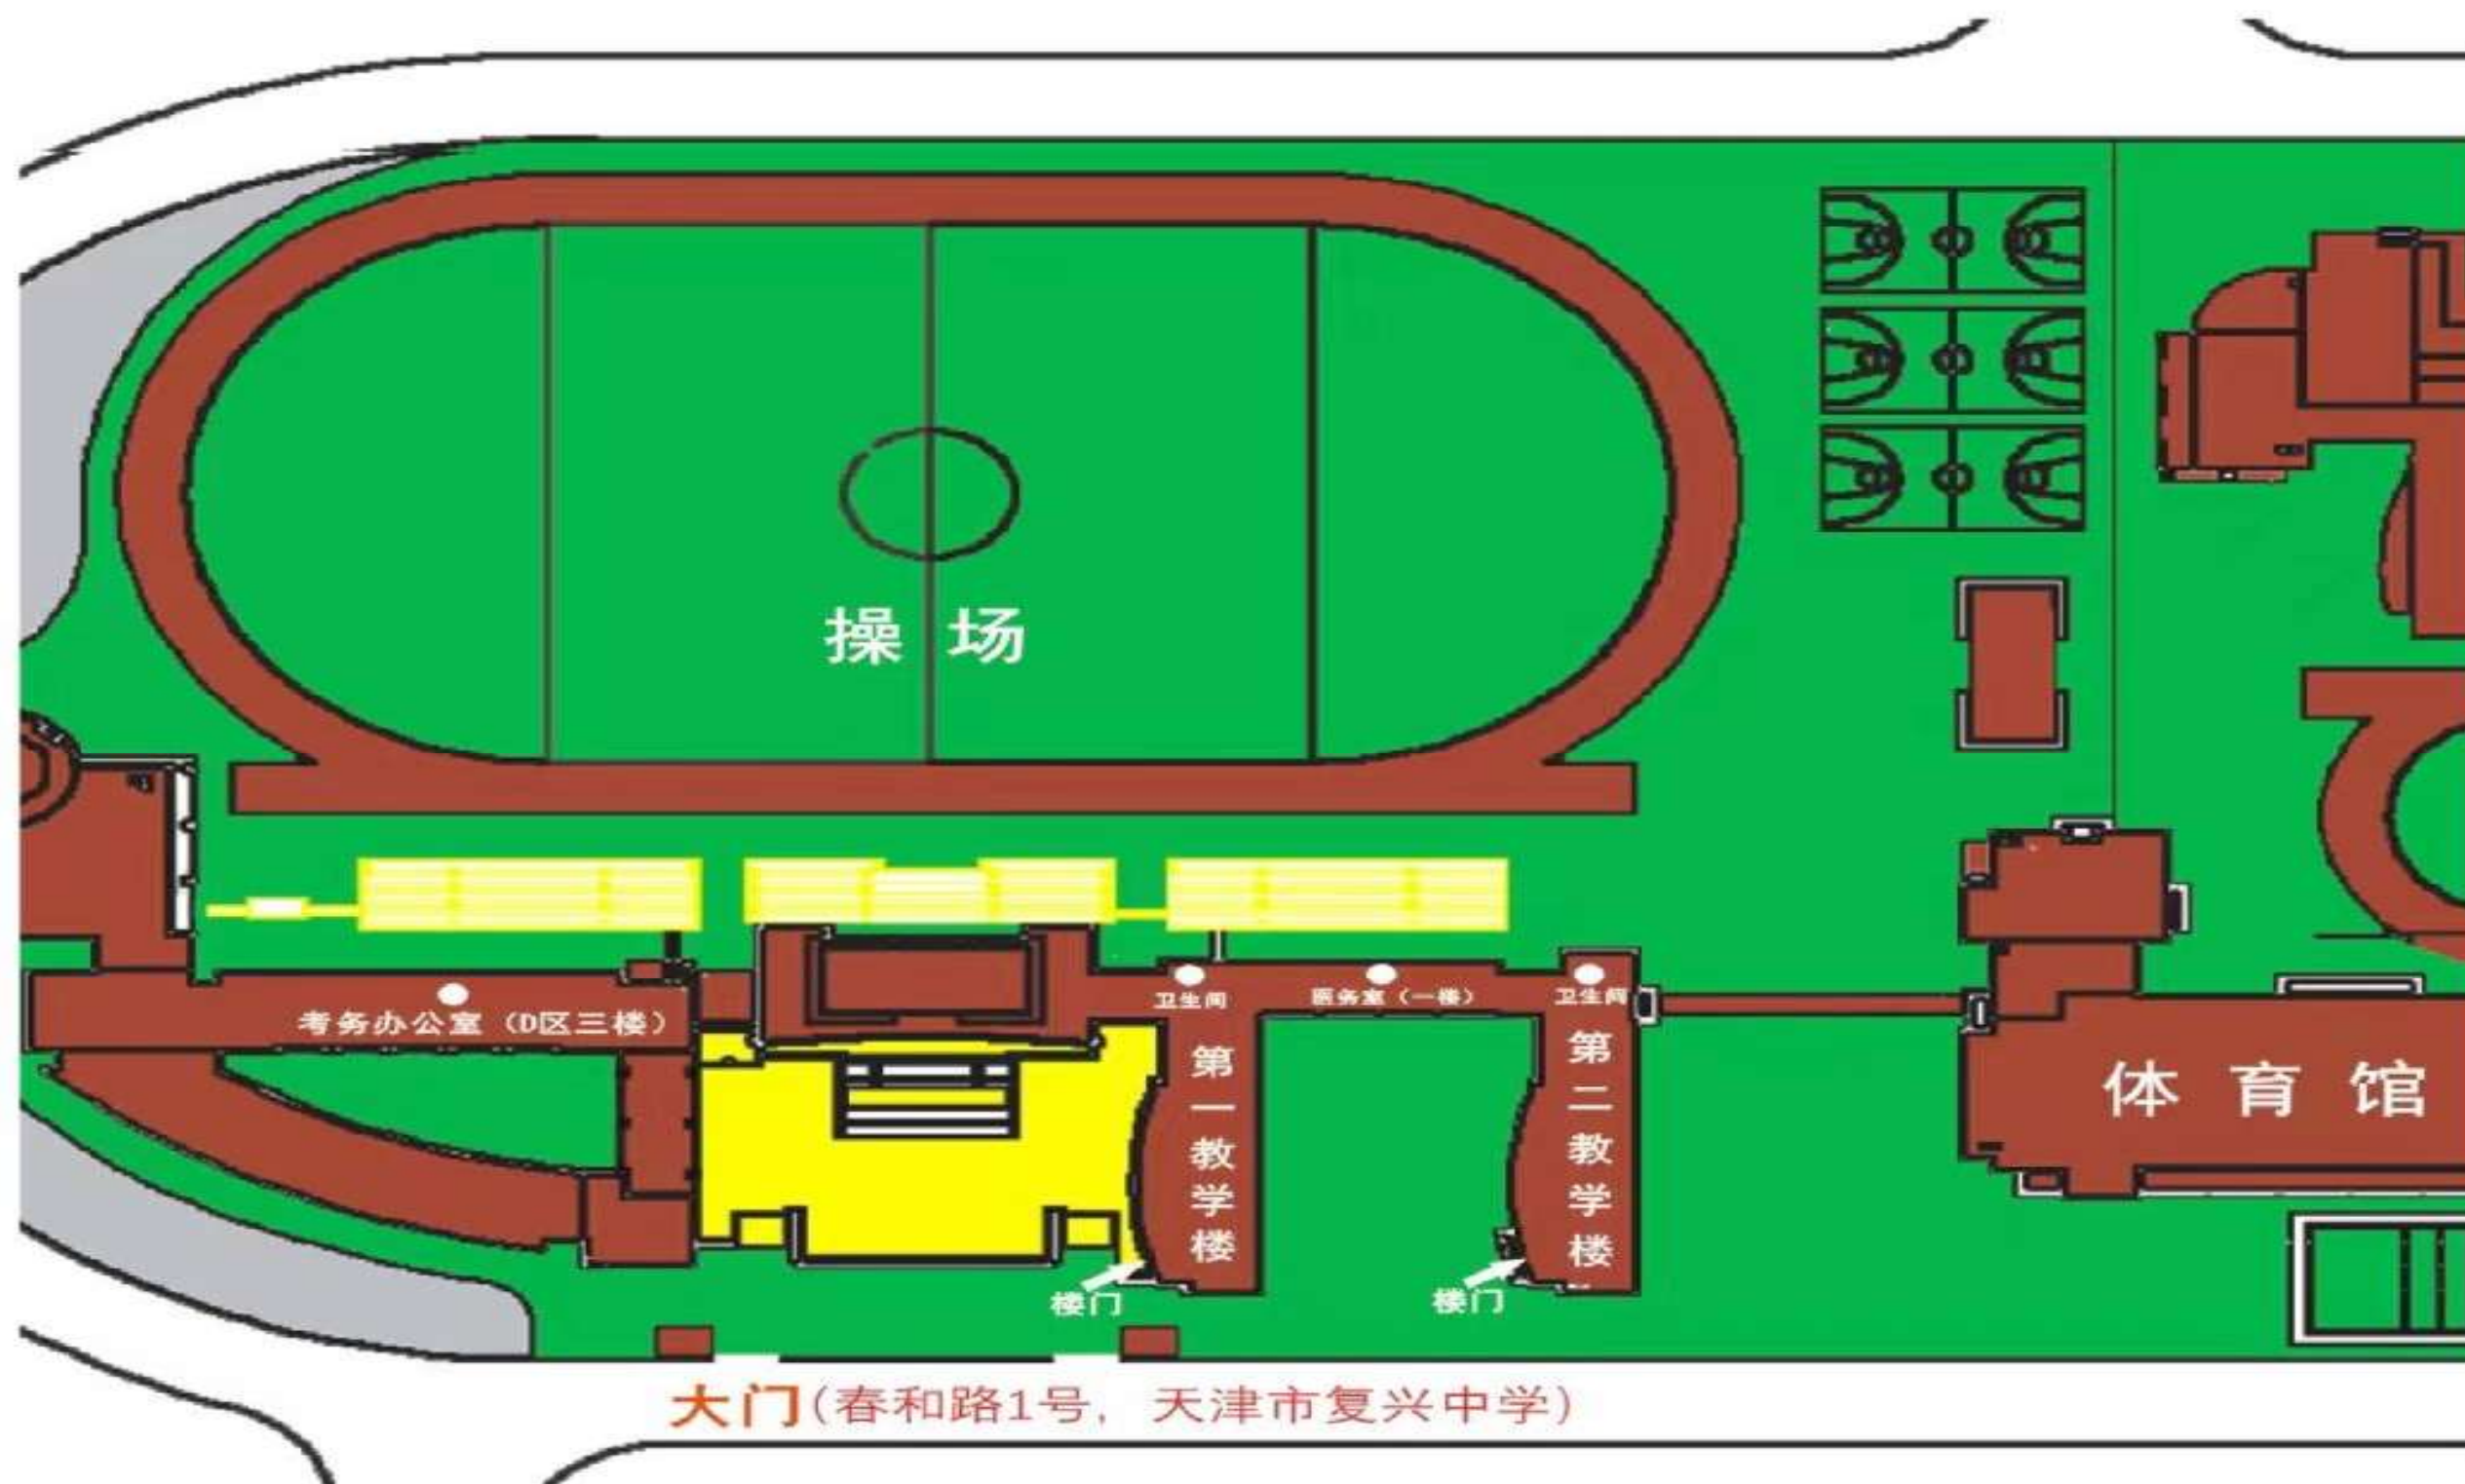 操 场
卫生间
医务室（一楼）
卫生间
考务办公室（D区三楼）
第一教学楼
第二教学楼
体 育 馆
楼门
楼门
大门(春和路1号，天津市复兴中学)